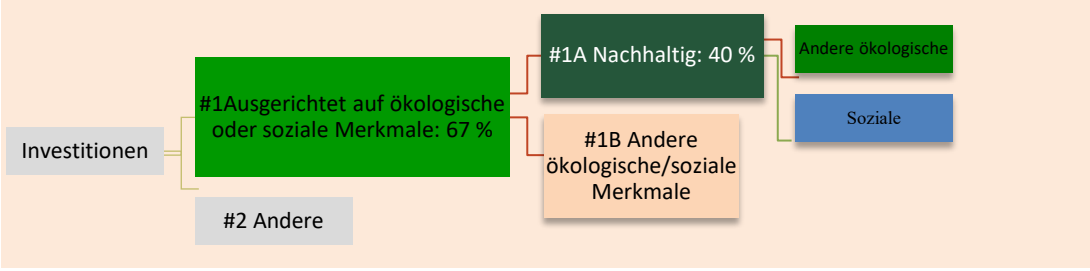 Investitionen
#1Ausgerichtet auf ökologische
oder soziale Merkmale: 67 %
#2 Andere
#1A Nachhaltig: 40 %
#1B Andere
ökologische/soziale
Merkmale
Andere ökologische
Soziale